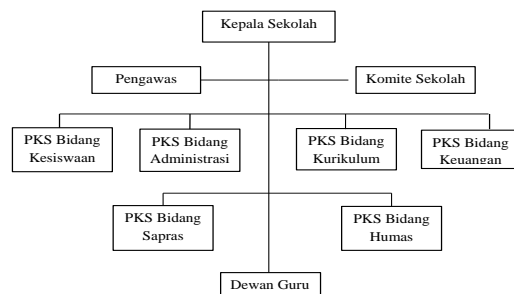 Kepala Sekolah
Pengawas
Komite Sekolah
PKS Bidang
Kesiswaan
PKS Bidang
Administrasi
PKS Bidang
Kurikulum
PKS Bidang
Keuangan
PKS Bidang
Sapras
PKS Bidang
Humas
Dewan Guru